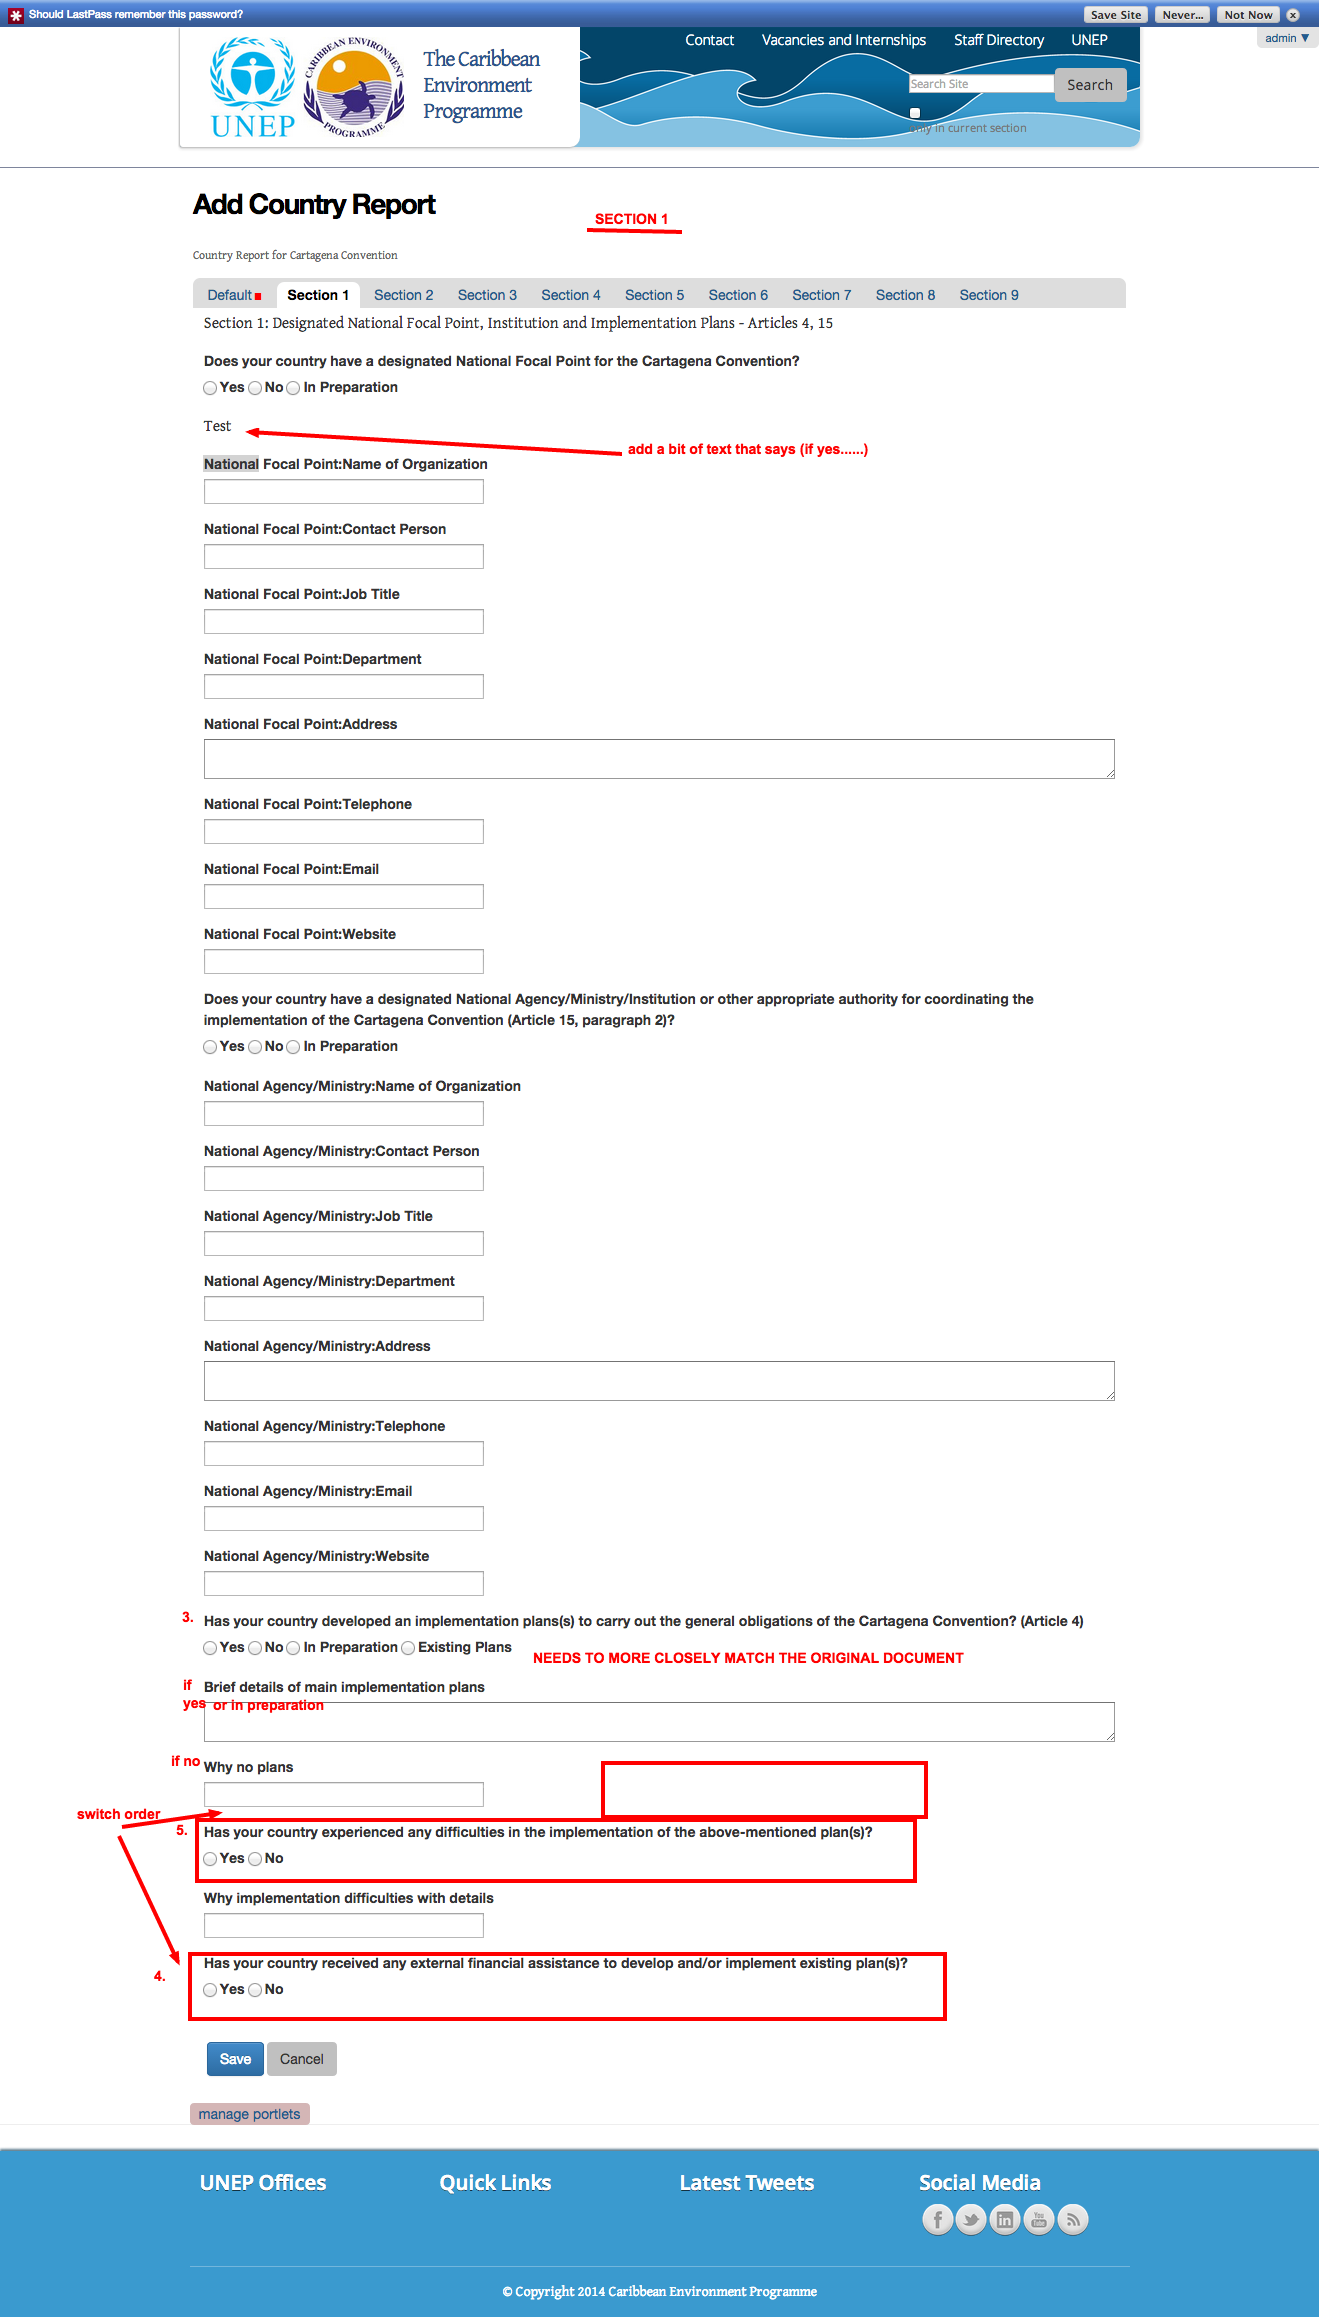 Should LastPass remember this password?
Save Site
Never...
Not Now
x
admin ▼
Contact
Vacancies and Internships
Staff Directory
UNEP
UNEP
CARIBBEAN ENVIRONMENT
PROGRAMME
The Caribbean
Environment
Programme
Search Site
Search
only in current section
Add Country Report
SECTION 1
Country Report for Cartagena Convention
Default
Section 1
Section 2
Section 3
Section 4
Section 5
Section 6
Section 7
Section 8
Section 9
Section 1: Designated National Focal Point, Institution and Implementation Plans - Articles 4, 15
Does your country have a designated National Focal Point for the Cartagena Convention?
Yes No In Preparation
Test
add a bit of text that says (if yes......)
National Focal Point:Name of Organization
National Focal Point:Contact Person
National Focal Point:Job Title
National Focal Point:Department
National Focal Point:Address
National Focal Point:Telephone
National Focal Point:Email
National Focal Point:Website
Does your country have a designated National Agency/Ministry/Institution or other appropriate authority for coordinating the
implementation of the Cartagena Convention (Article 15, paragraph 2)?
Yes No In Preparation
National Agency/Ministry:Name of Organization
National Agency/Ministry:Contact Person
National Agency/Ministry:Job Title
National Agency/Ministry:Department
National Agency/Ministry:Address
National Agency/Ministry:Telephone
National Agency/Ministry:Email
National Agency/Ministry:Website
3.
Has your country developed an implementation plans(s) to carry out the general obligations of the Cartagena Convention? (Article 4)
Yes No In Preparation Existing Plans
NEEDS TO MORE CLOSELY MATCH THE ORIGINAL DOCUMENT
if
yes or in preparation
Brief details of main implementation plans
if no
Why no plans
switch order
5.
Has your country experienced any difficulties in the implementation of the above-mentioned plan(s)?
Yes No
Why implementation difficulties with details
4.
Has your country received any external financial assistance to develop and/or implement existing plan(s)?
Yes No
Save
Cancel
manage portlets
UNEP Offices
Quick Links
Latest Tweets
Social Media
f
in
You Tube
© Copyright 2014 Caribbean Environment Programme